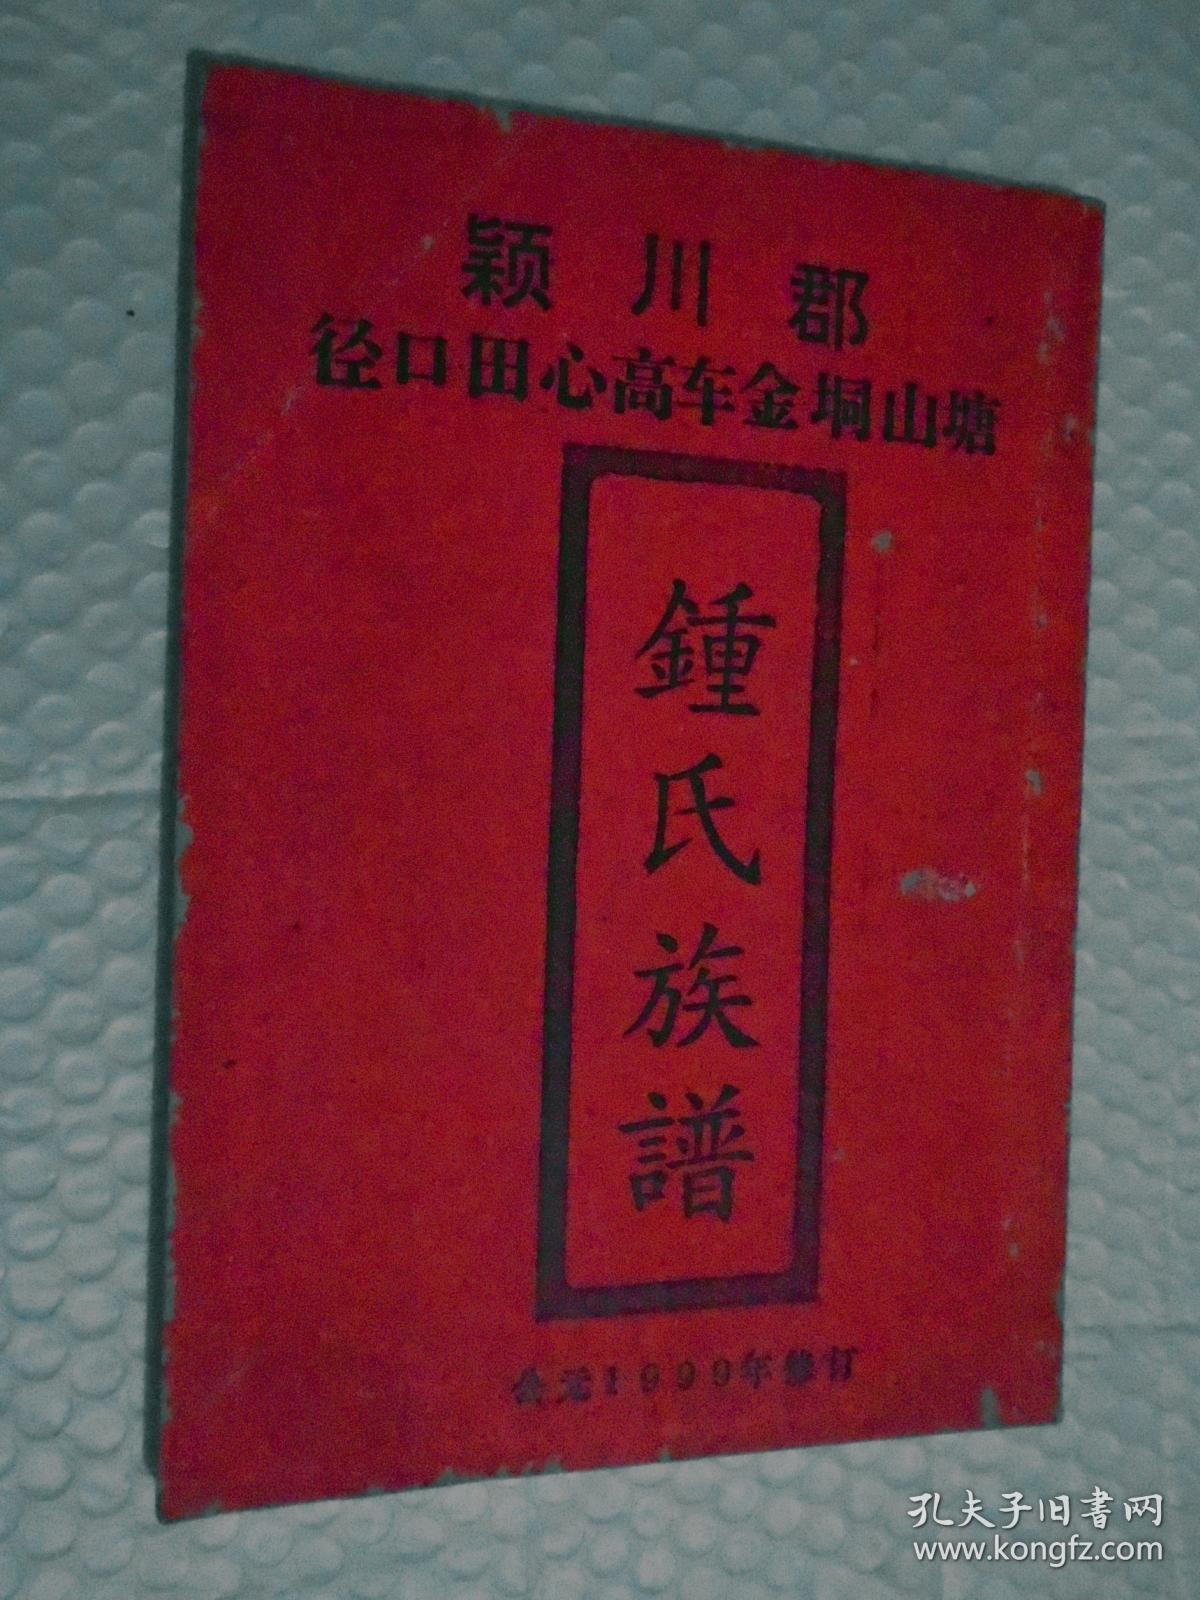 颖川郡
径口田心高车金垌山塘
鍾氏族譜
公元1999年修订
孔夫子旧书网
www.kongfz.com